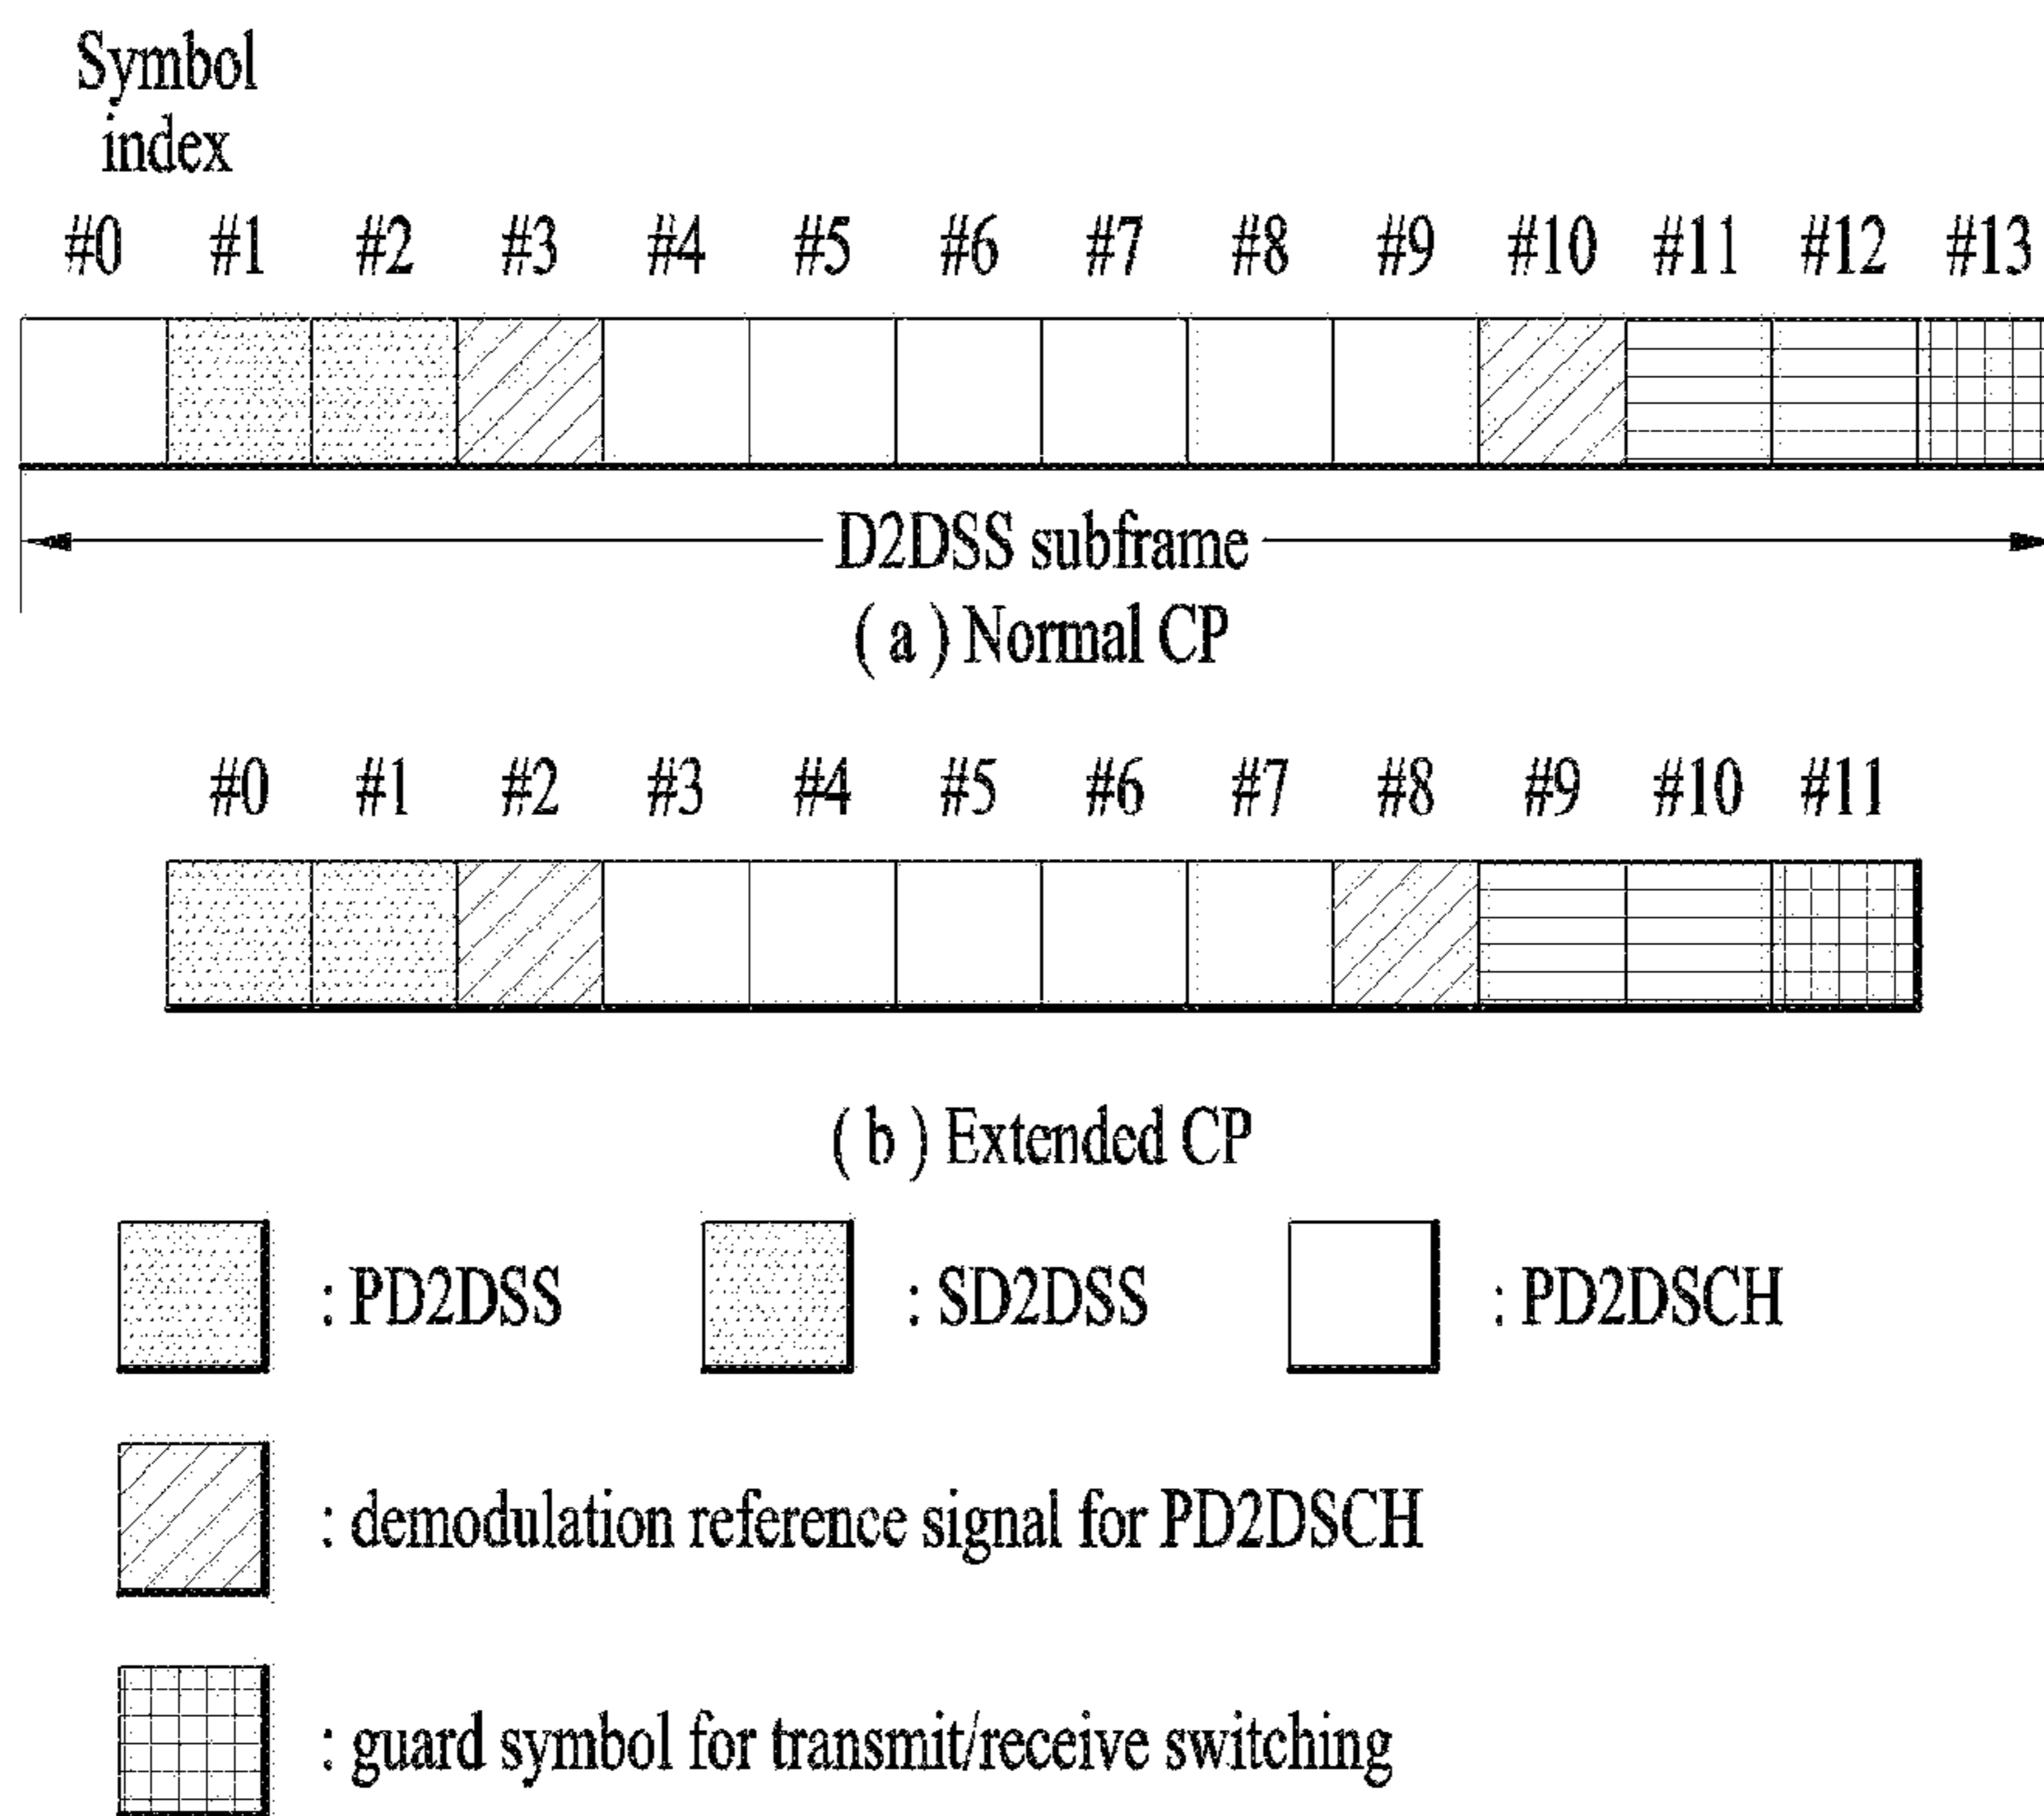 Symbol
index
#0 #1 #2 #3 #4 #5 #6 #7 #8 #9 #10 #11 #12 #13
D2DSS subframe
( a ) Normal CP
#0 #1 #2 #3 #4 #5 #6 #7 #8 #9 #10 #11
( b ) Extended CP
: PD2DSS : SD2DSS : PD2DSCH
: demodulation reference signal for PD2DSCH
: guard symbol for transmit/receive switching